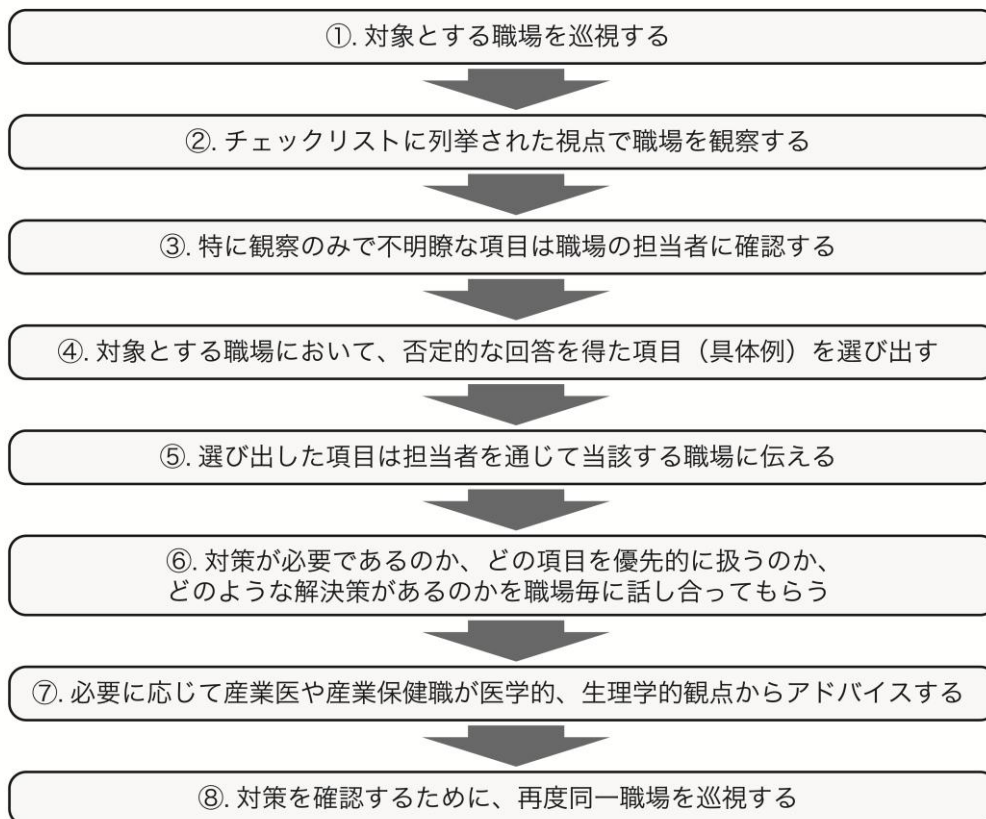 ①. 対象とする職場を巡視する
②. チェックリストに列挙された視点で職場を観察する
③. 特に観察のみで不明瞭な項目は職場の担当者に確認する
④. 対象とする職場において、否定的な回答を得た項目（具体例）を選び出す
⑤. 選び出した項目は担当者を通じて当該する職場に伝える
⑥. 対策が必要であるのか、どの項目を優先的に扱うのか、
どのような解決策があるのかを職場毎に話し合ってもらう
⑦. 必要に応じて産業医や産業保健職が医学的、生理学的観点からアドバイスする
⑧. 対策を確認するために、再度同一職場を巡視する